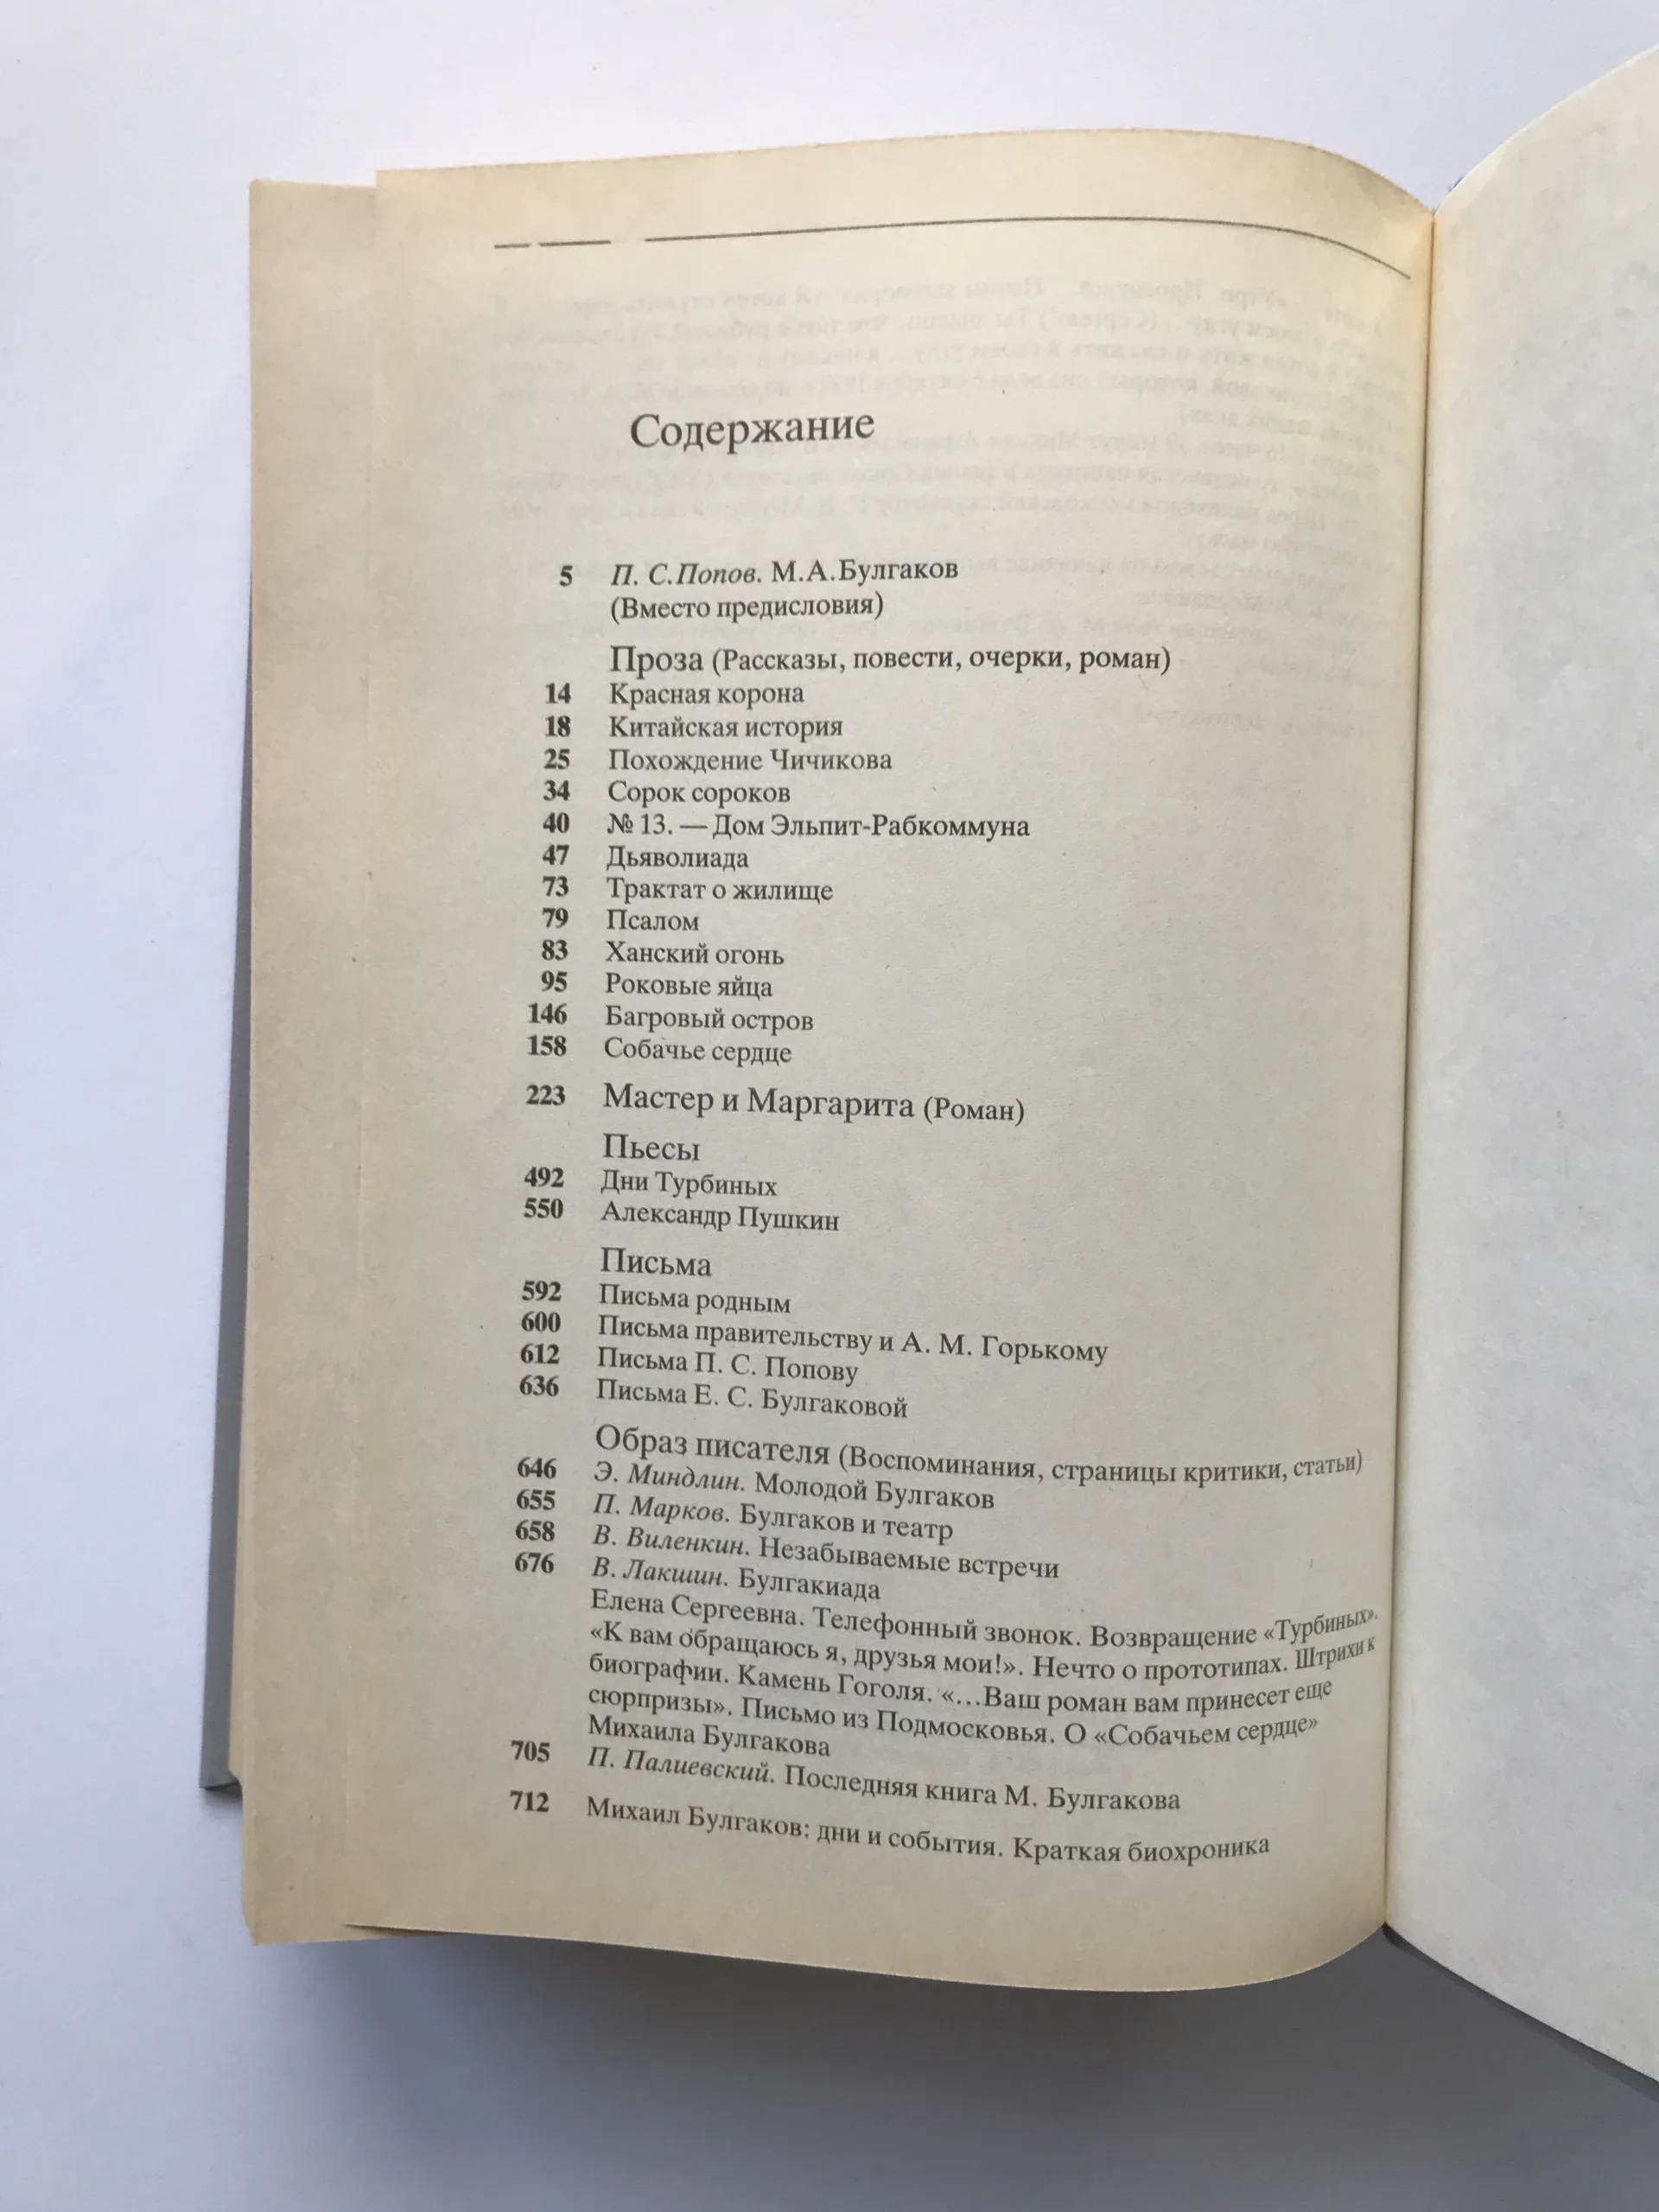 Содержание
5 П. С.Попов. М.А.Булгаков
(Вместо предисловия)
Проза (Рассказы, повести, очерки, роман)
14 Красная корона
18 Китайская история
25 Похождение Чичикова
34 Сорок сороков
40 № 13. — Дом Эльпит-Рабкоммуна
47 Дьяволиада
73 Трактат о жилище
79 Псалом
83 Ханский огонь
95 Роковые яйца
146 Багровый остров
158 Собачье сердце
223 Мастер и Маргарита (Роман)
Пьесы
492 Дни Турбиных
550 Александр Пушкин
Письма
592 Письма родным
600 Письма правительству и А. М. Горькому
612 Письма П. С. Попову
636 Письма Е. С. Булгаковой
Образ писателя (Воспоминания, страницы критики, статьи)
646 Э. Миндлин. Молодой Булгаков
655 П. Марков. Булгаков и театр
658 В. Виленкин. Незабываемые встречи
676 В. Лакшин. Булгакиада
Елена Сергеевна. Телефонный звонок. Возвращение «Турбиных».
«К вам обращаюсь я, друзья мои!». Нечто о прототипах. Штрихи к
биографии. Камень Гоголя. «...Ваш роман вам принесет еще
сюрпризы». Письмо из Подмосковья. О «Собачьем сердце»
Михаила Булгакова
705 П. Палиевский. Последняя книга М. Булгакова
712 Михаил Булгаков: дни и события. Краткая биохроника